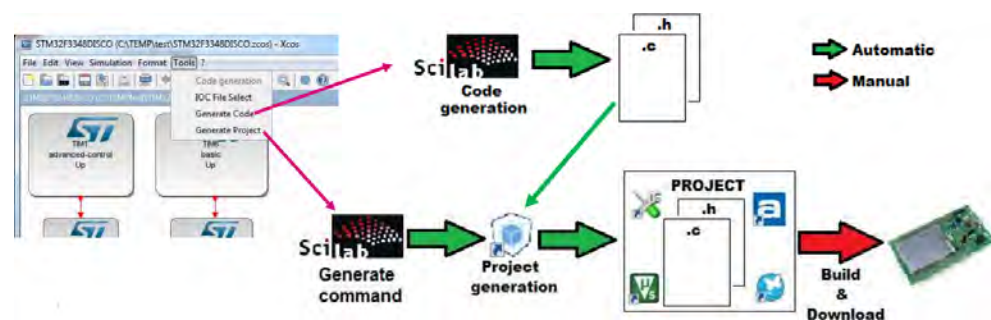 STM32F3348DISCO (C:\TEMP\test\STM32F3348DISCO.zcos) - Xcos
File Edit View Simulation Format Tools ?
Code generation
IOC File Select
Generate Code
Generate Project
TIM1
advanced-control
Up
TIM6
basic
Up
Scilab
Code
generation
.h
.c
Automatic
Manual
Scilab
Generate
command
Project
generation
PROJECT
.h
.c
Build
&
Download